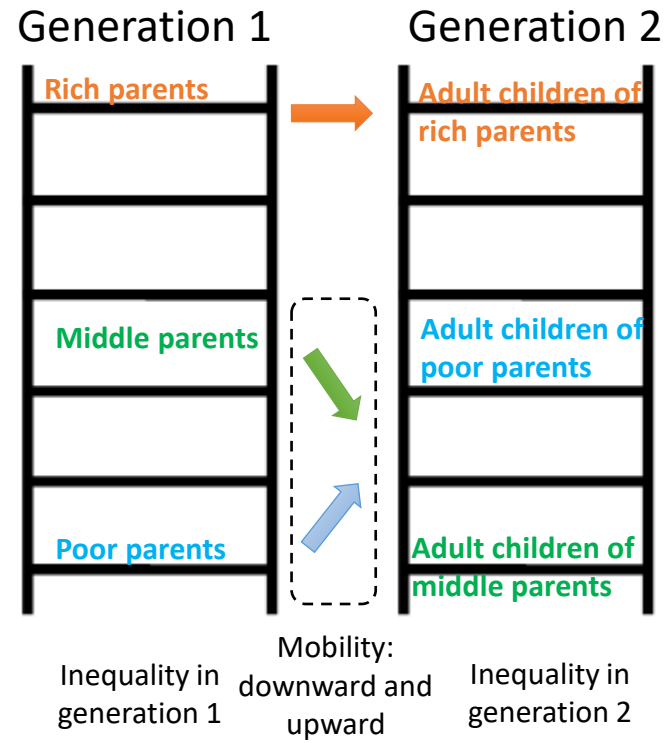 Generation 1
Generation 2
Rich parents
Adult children of
rich parents
Middle parents
Adult children of
poor parents
Poor parents
Adult children of
middle parents
Inequality in
generation 1
Mobility:
downward and
upward
Inequality in
generation 2